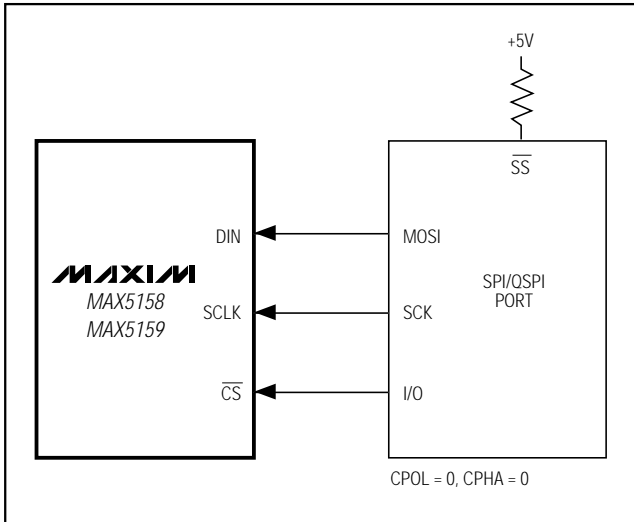 +5V
SS
DIN
MOSI
MAXIM
MAX5158
MAX5159
SPI/QSPI
PORT
SCLK
SCK
CS
I/O
CPOL = 0, CPHA = 0